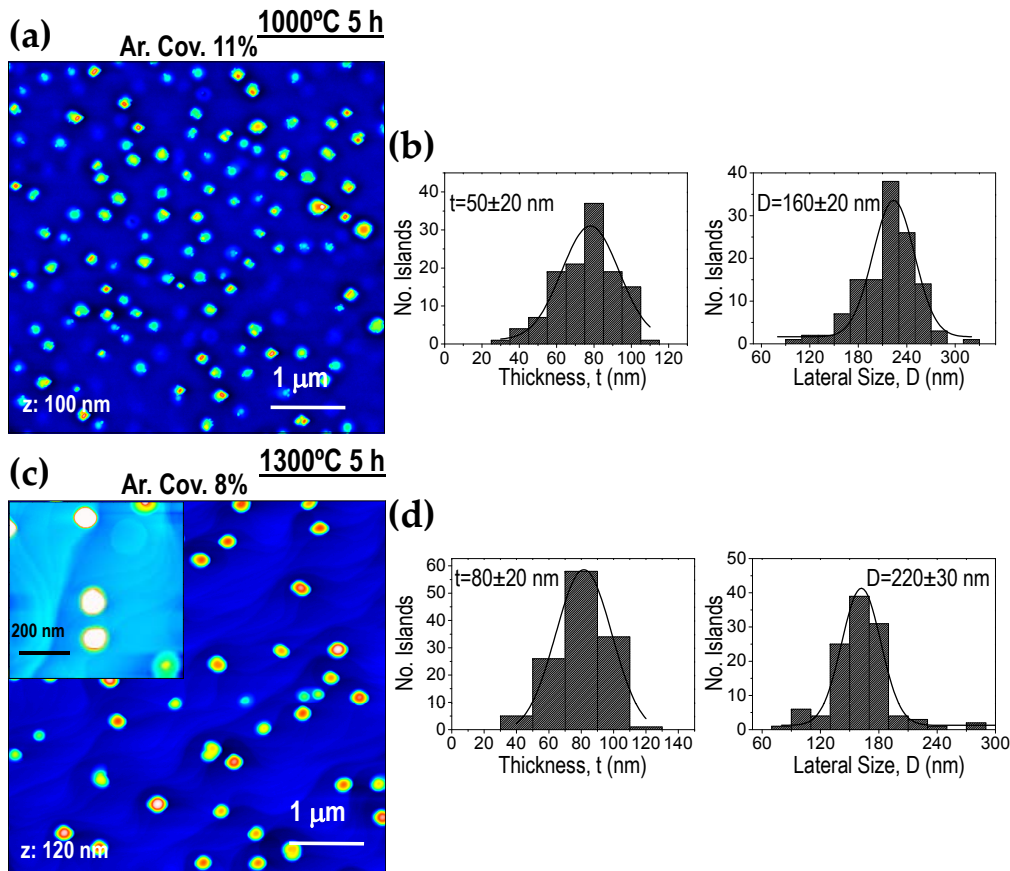 (a)
1000ºC 5 h
Ar. Cov. 11%
1 μm
z: 100 nm
(b)
t=50±20 nm
No. Islands
40
30
20
10
0
20 40 60 80 100 120
Thickness, t (nm)
D=160±20 nm
No. Islands
40
30
20
10
0
60 120 180 240 300
Lateral Size, D (nm)
(c)
1300ºC 5 h
Ar. Cov. 8%
200 nm
1 μm
z: 120 nm
(d)
t=80±20 nm
No. Islands
60
50
40
30
20
10
0
0 20 40 60 80 100 120 140
Thickness, t (nm)
D=220±30 nm
No. Islands
50
40
30
20
10
0
60 120 180 240 300
Lateral Size, D (nm)